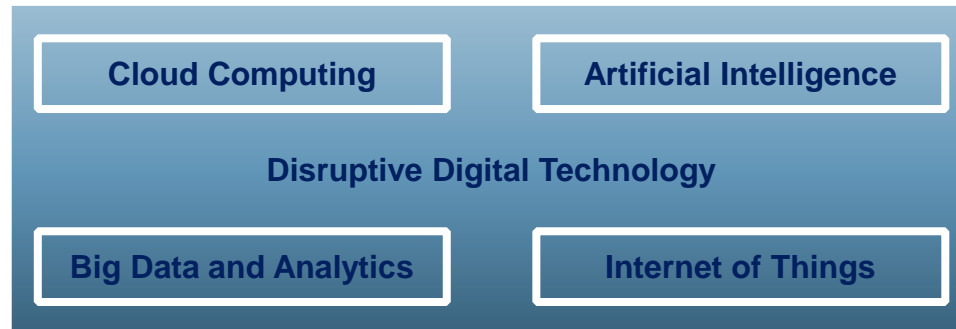 Cloud Computing
Artificial Intelligence
Disruptive Digital Technology
Big Data and Analytics
Internet of Things